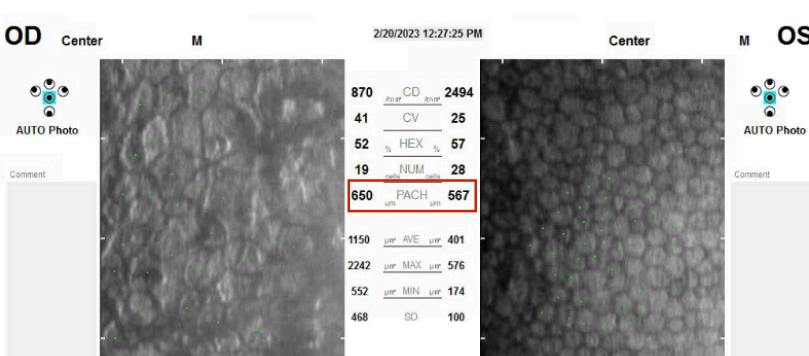 OD Center M 2/20/2023 12:27:25 PM Center M OS
AUTO Photo AUTO Photo
Comment Comment
870 /mm² CD /mm² 2494
41 CV 25
52 % HEX % 57
19 cells NUM cells 28
650 µm PACH µm 567
1150 µm² AVE µm² 401
2242 µm² MAX µm² 576
552 µm² MIN µm² 174
468 SD 100